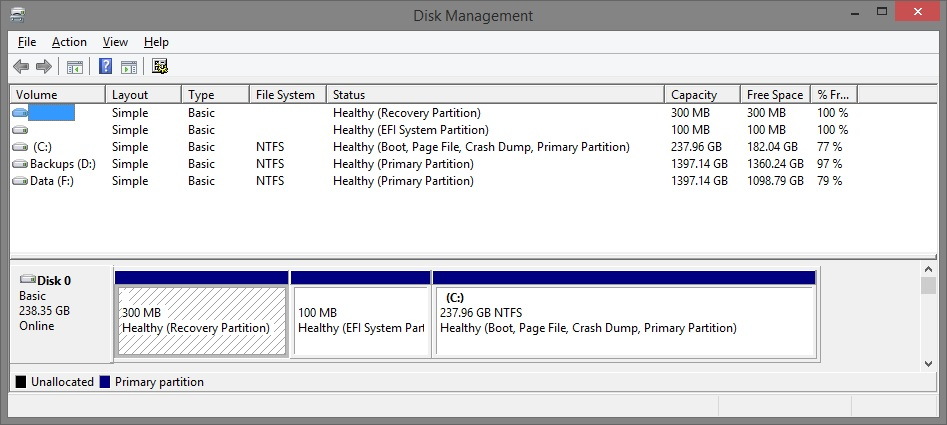 Disk Management
File Action View Help
Volume Layout Type File System Status Capacity Free Space % Fr...
Simple Basic Healthy (Recovery Partition) 300 MB 300 MB 100 %
Simple Basic Healthy (EFI System Partition) 100 MB 100 MB 100 %
(C:) Simple Basic NTFS Healthy (Boot, Page File, Crash Dump, Primary Partition) 237.96 GB 182.04 GB 77 %
Backups (D:) Simple Basic NTFS Healthy (Primary Partition) 1397.14 GB 1360.24 GB 97 %
Data (F:) Simple Basic NTFS Healthy (Primary Partition) 1397.14 GB 1098.79 GB 79 %
Disk 0
Basic
238.35 GB
Online
300 MB
Healthy (Recovery Partition)
100 MB
Healthy (EFI System Part
(C:)
237.96 GB NTFS
Healthy (Boot, Page File, Crash Dump, Primary Partition)
Unallocated Primary partition